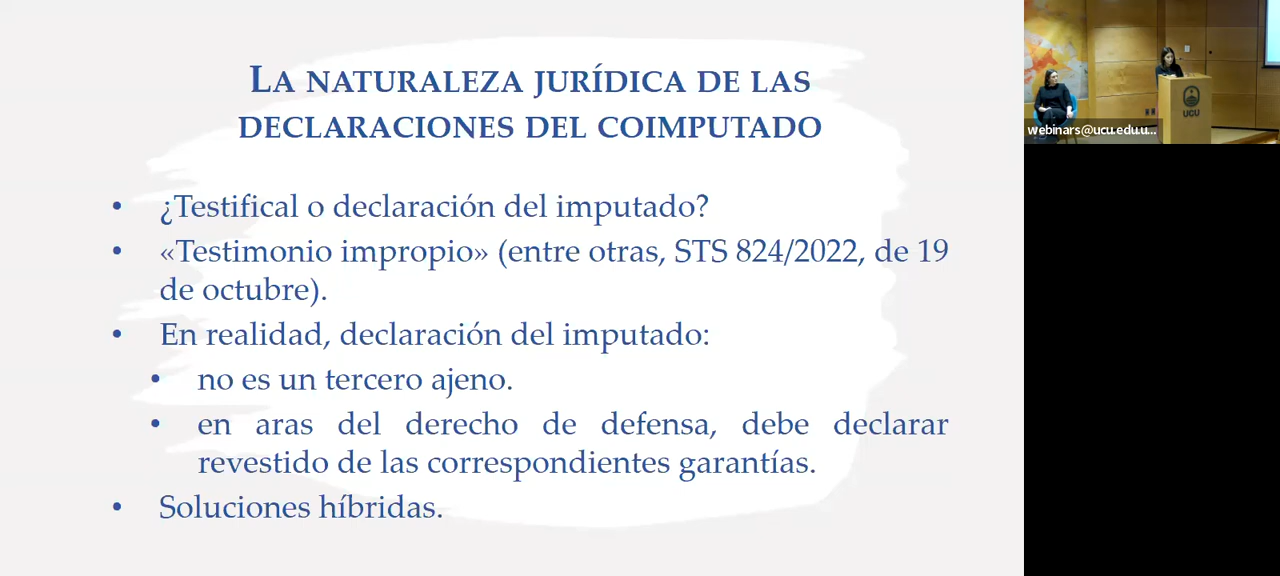 LA NATURALEZA JURÍDICA DE LAS
DECLARACIONES DEL COIMPUTADO
• ¿Testifical o declaración del imputado?
• «Testimonio impropio» (entre otras, STS 824/2022, de 19
de octubre).
• En realidad, declaración del imputado:
• no es un tercero ajeno.
• en aras del derecho de defensa, debe declarar
revestido de las correspondientes garantías.
• Soluciones híbridas.
UCU
webinars@ucu.edu.u...